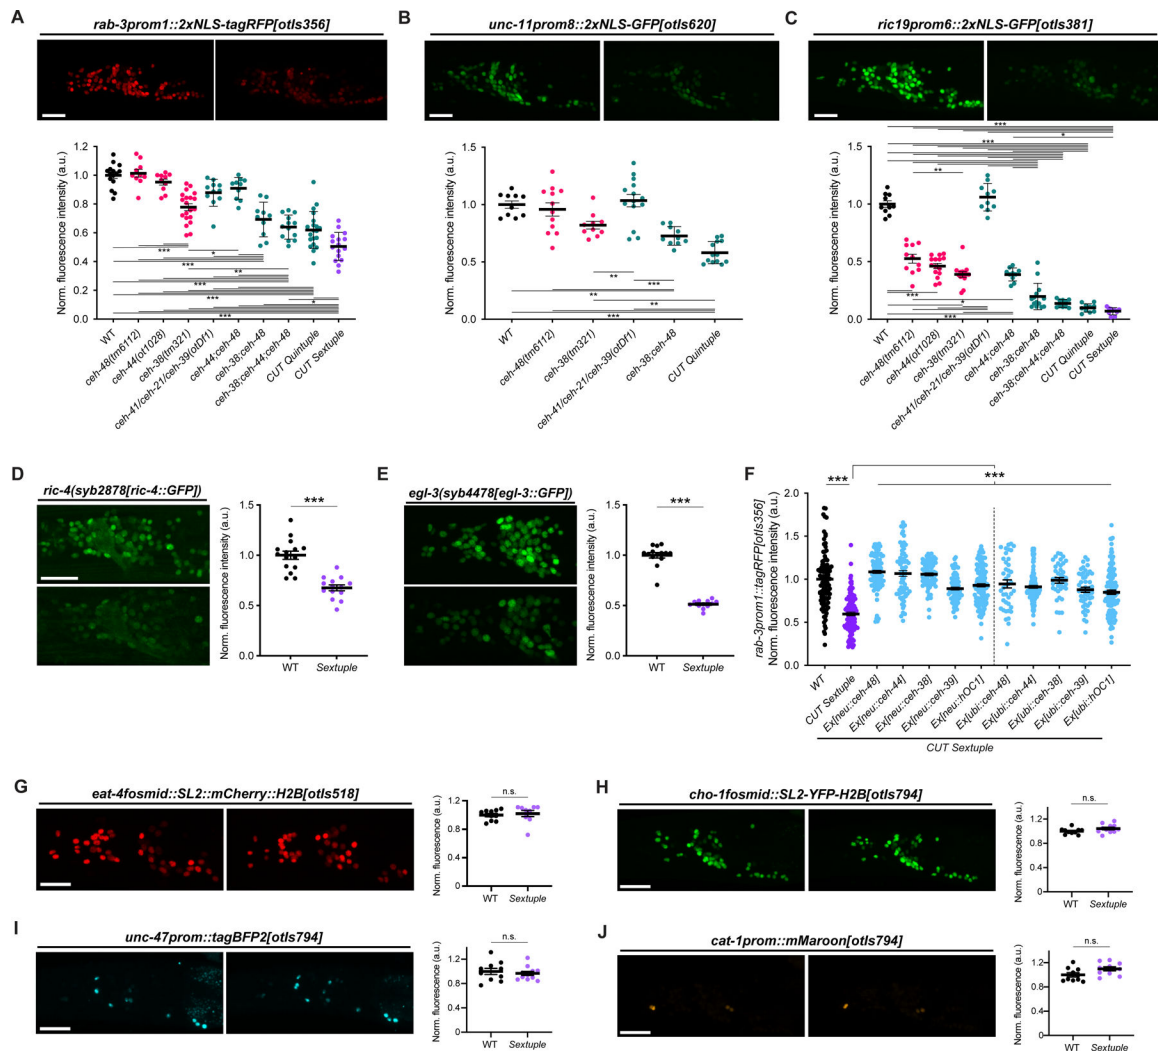 A
rab-3prom1::2xNLS-tagRFP[otIs356]
Norm. fluorescence intensity (a.u.)
1.4
1.2
1.0
0.8
0.6
0.4
0.2
0
***
*
***
**
***
***
*
***
WT
ceh-48(tm6112)
ceh-44(ot1028)
ceh-38(tm321)
ceh-41/ceh-21/ceh-39(otDf1)
ceh-44;ceh-48
ceh-38;ceh-48
ceh-38;ceh-44;ceh-48
CUT Quintuple
CUT Sextuple
B
unc-11prom8::2xNLS-GFP[otIs620]
Norm. fluorescence intensity (a.u.)
1.5
1.0
0.5
0
**
***
**
**
***
WT
ceh-48(tm6112)
ceh-38(tm321)
ceh-41/ceh-21/ceh-39(otDf1)
ceh-38;ceh-48
CUT Quintuple
C
ric19prom6::2xNLS-GFP[otIs381]
Norm. fluorescence intensity (a.u.)
1.5
1.0
0.5
0
***
*
***
**
***
*
***
WT
ceh-48(tm6112)
ceh-44(ot1028)
ceh-38(tm321)
ceh-41/ceh-21/ceh-39(otDf1)
ceh-44;ceh-48
ceh-38;ceh-48
ceh-38;ceh-44;ceh-48
CUT Quintuple
CUT Sextuple
D
ric-4(syb2878[ric-4::GFP])
Norm. fluorescence intensity (a.u.)
1.5
1.0
0.5
0
***
WT
Sextuple
E
egl-3(syb4478[egl-3::GFP])
Norm. fluorescence intensity (a.u.)
1.5
1.0
0.5
0
***
WT
Sextuple
F
rab-3prom1::tagRFP[otIs356]
Norm. fluorescence intensity (a.u.)
2.0
1.5
1.0
0.5
0.0
***
***
WT
CUT Sextuple
Ex[neu::ceh-48]
Ex[neu::ceh-44]
Ex[neu::ceh-38]
Ex[neu::ceh-39]
Ex[neu::hOC1]
Ex[ubi::ceh-48]
Ex[ubi::ceh-44]
Ex[ubi::ceh-38]
Ex[ubi::ceh-39]
Ex[ubi::hOC1]
CUT Sextuple
G
eat-4fosmid::SL2::mCherry::H2B[otIs518]
Norm. fluorescence (a.u.)
1.2
0.8
0.4
0
n.s.
WT
Sextuple
H
cho-1fosmid::SL2-YFP-H2B[otIs794]
Norm. fluorescence (a.u.)
1.2
0.8
0.4
0
n.s.
WT
Sextuple
I
unc-47prom::tagBFP2[otIs794]
Norm. fluorescence (a.u.)
1.2
0.8
0.4
0
n.s.
WT
Sextuple
J
cat-1prom::mMaroon[otIs794]
Norm. fluorescence (a.u.)
1.2
0.8
0.4
0
n.s.
WT
Sextuple